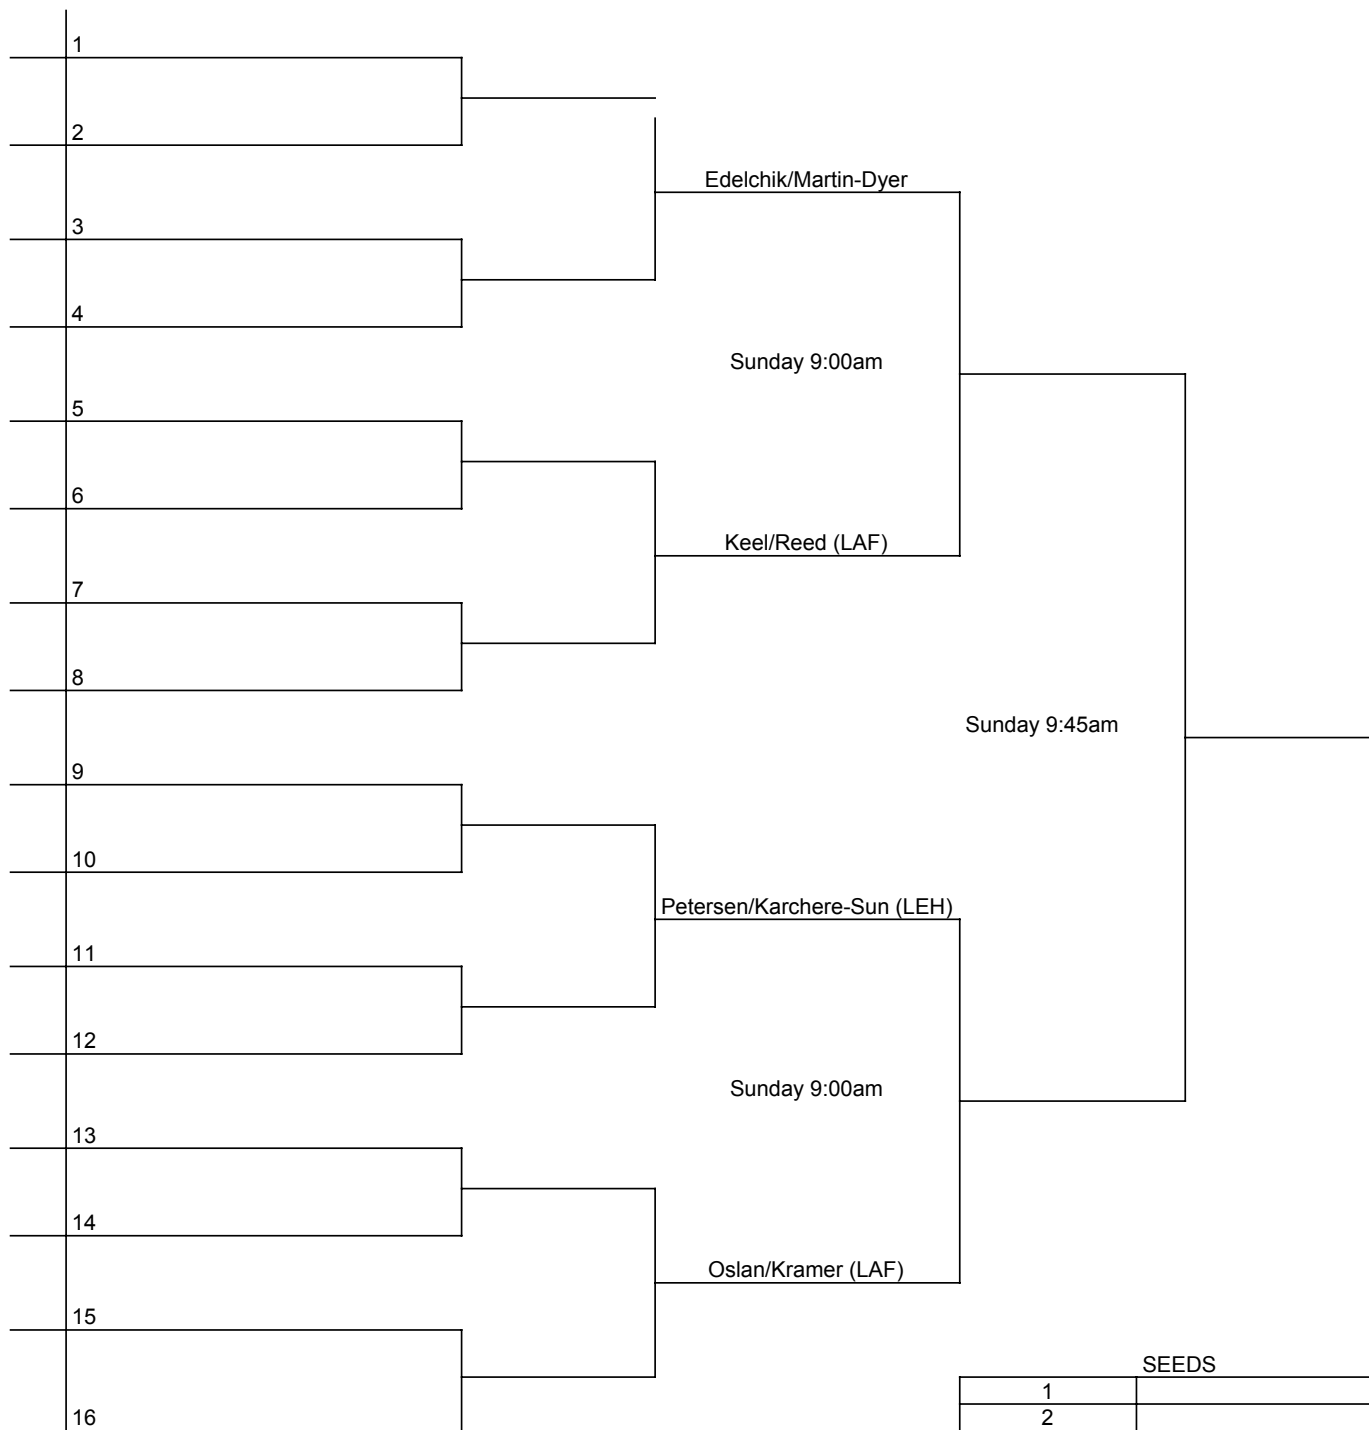 1
2
Edelchik/Martin-Dyer
3
4
Sunday 9:00am
5
6
Keel/Reed (LAF)
7
8
Sunday 9:45am
9
10
Petersen/Karchere-Sun (LEH)
11
12
Sunday 9:00am
13
14
Oslan/Kramer (LAF)
15
SEEDS
1
16
2